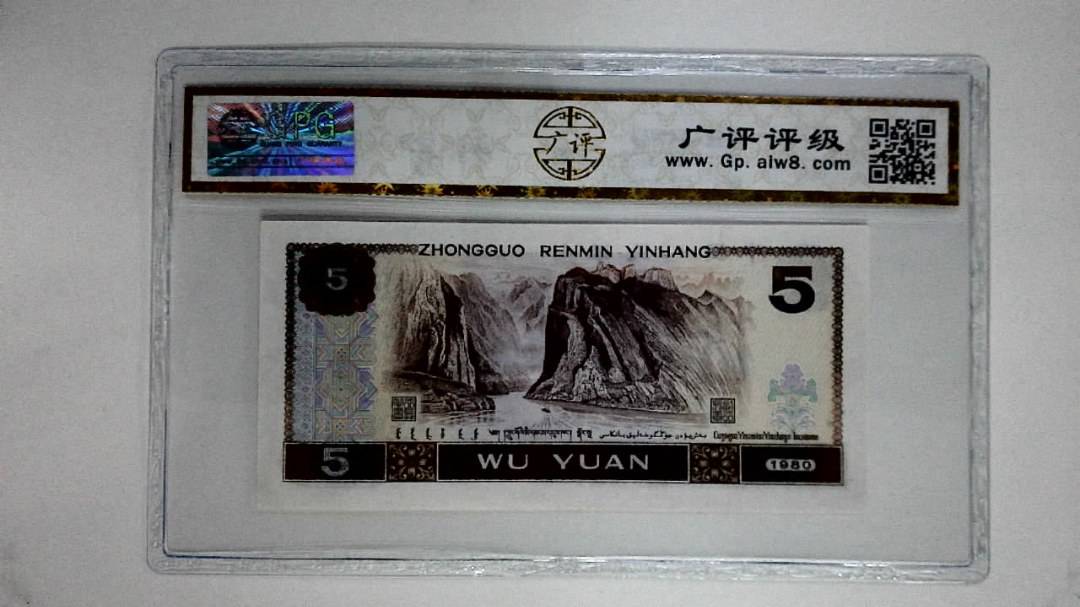 GPG
广评
广评评级
www.Gp.alw8.com
ZHONGGUO RENMIN YINHANG
5
5
5
WU YUAN
1980